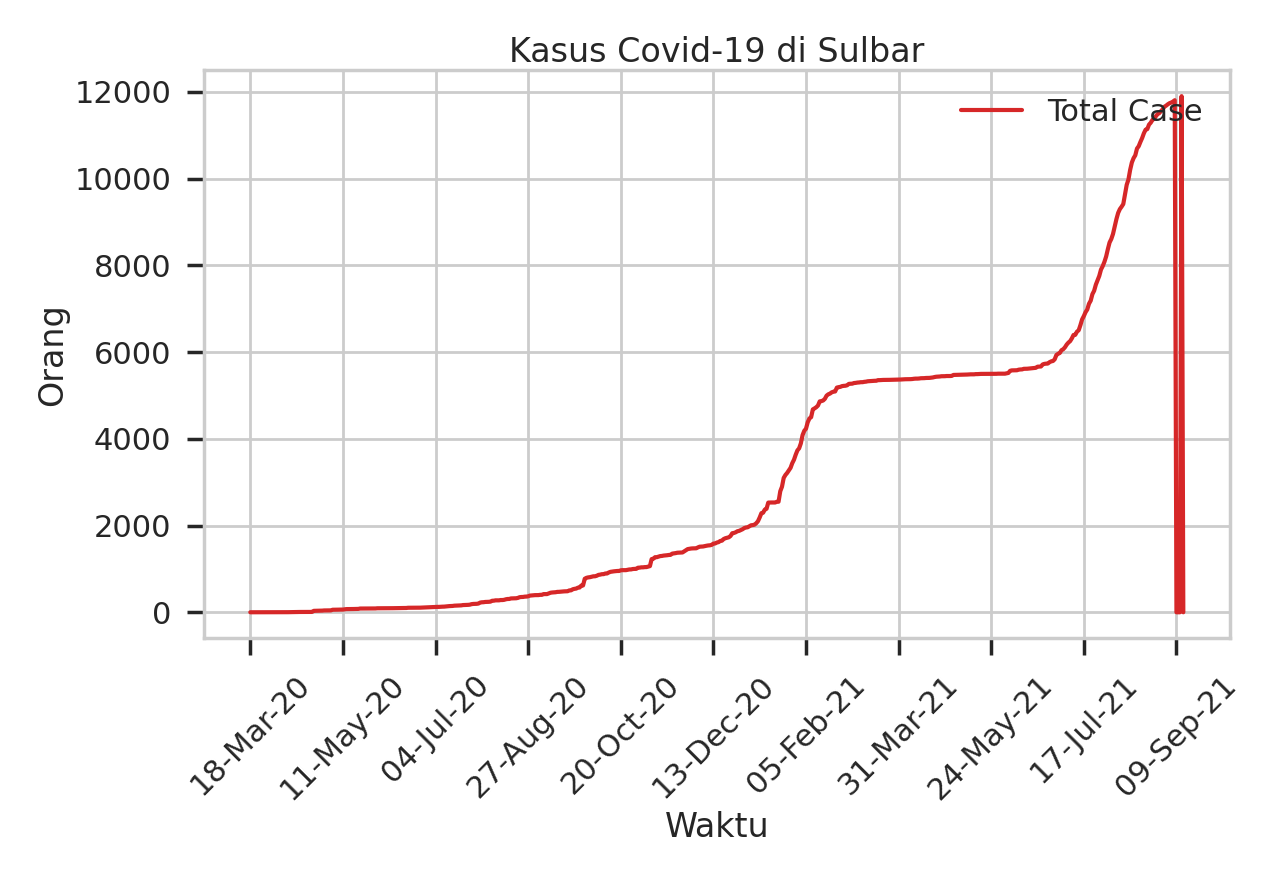 Kasus Covid-19 di Sulbar
Total Case
Orang
12000
10000
8000
6000
4000
2000
0
18-Mar-20
11-May-20
04-Jul-20
27-Aug-20
20-Oct-20
13-Dec-20
05-Feb-21
31-Mar-21
24-May-21
17-Jul-21
09-Sep-21
Waktu